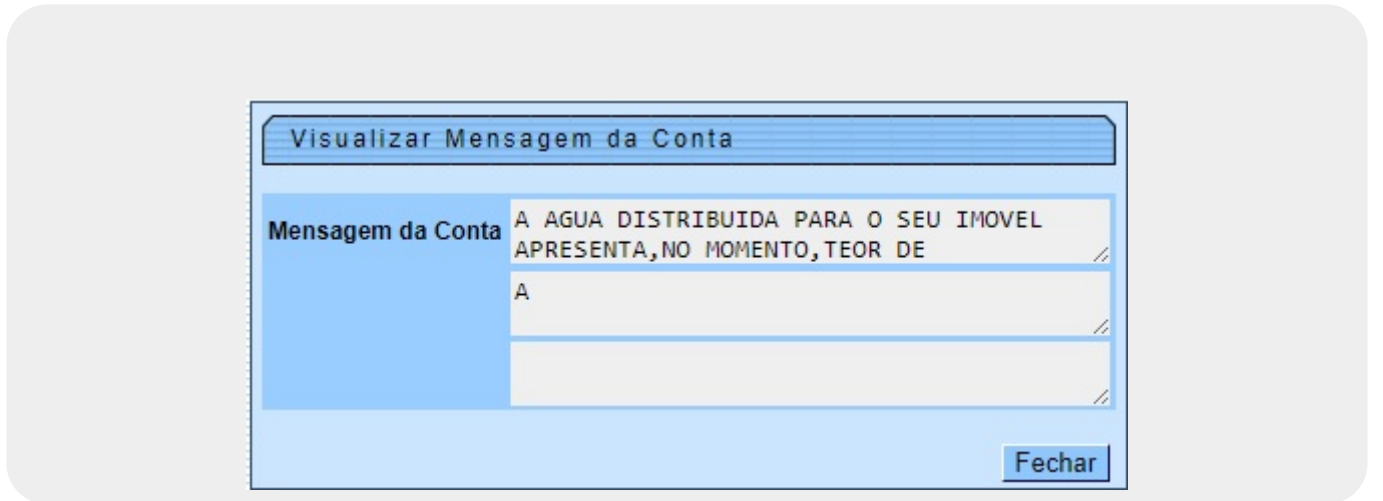 Visualizar Mensagem da Conta
Mensagem da Conta
A AGUA DISTRIBUIDA PARA O SEU IMOVEL
APRESENTA,NO MOMENTO,TEOR DE
A
Fechar